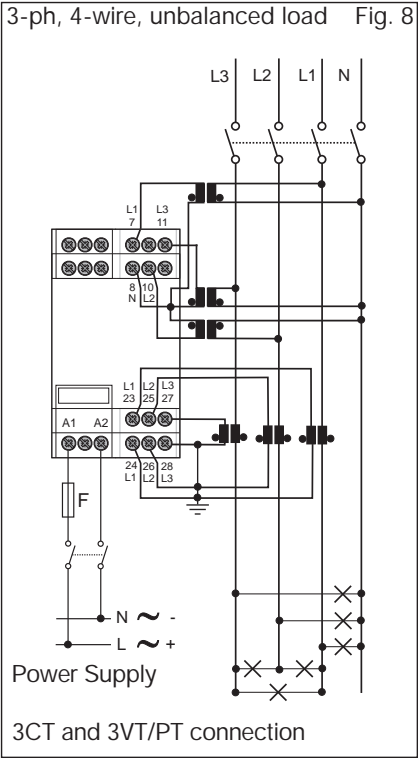 3-ph, 4-wire, unbalanced load Fig. 8
L3 L2 L1 N
L1 L3
7 11
8 10
N L2
L1 L2 L3
23 25 27
A1 A2
24 26 28
L1 L2 L3
F
N ~ -
L ~ +
Power Supply
3CT and 3VT/PT connection